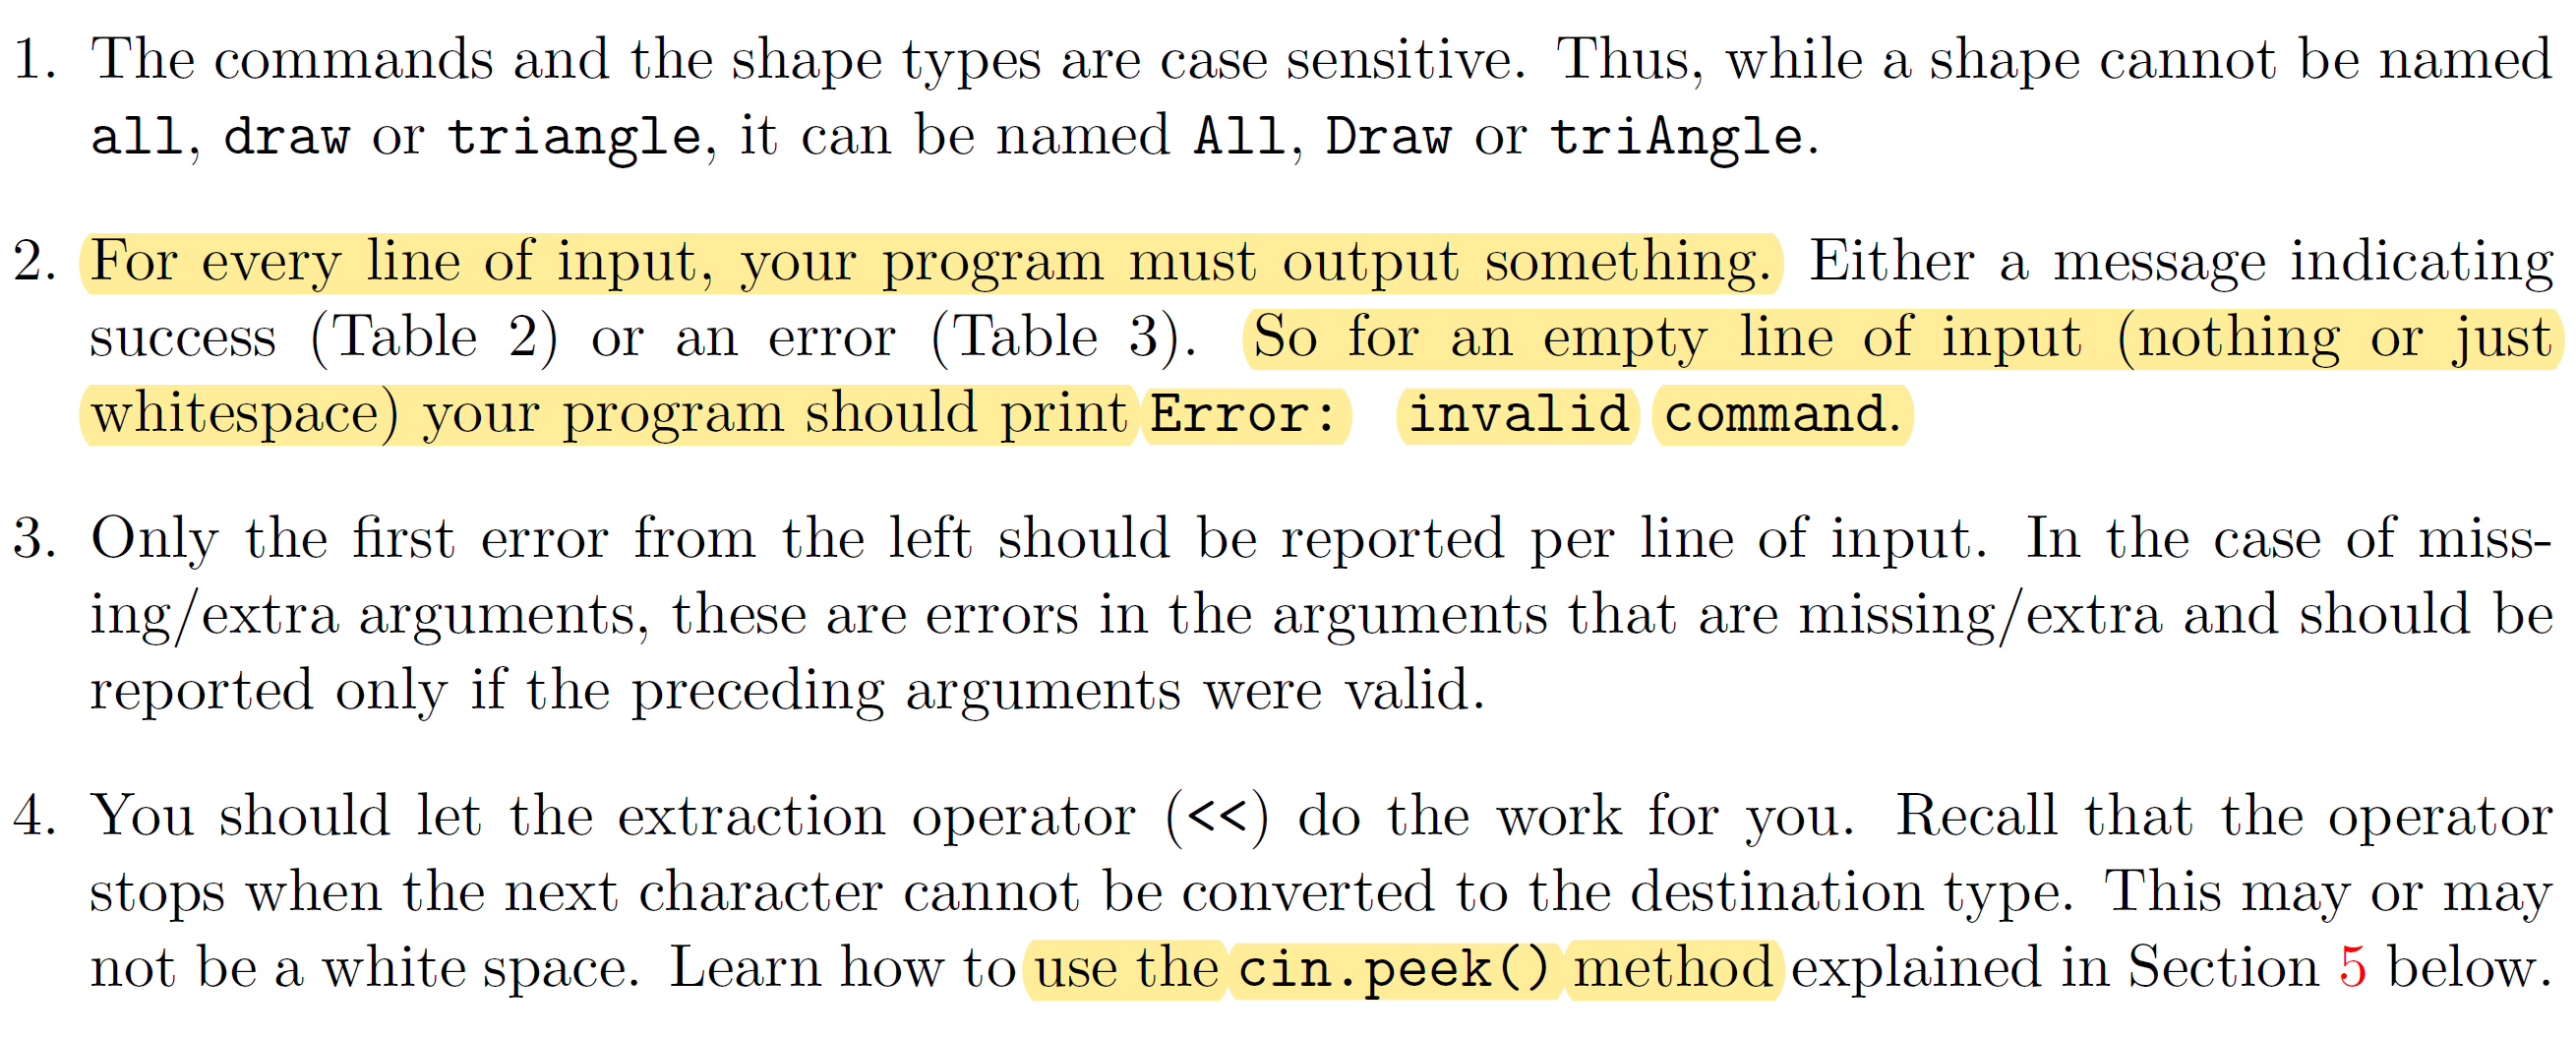 1. The commands and the shape types are case sensitive. Thus, while a shape cannot be named
all, draw or triangle, it can be named All, Draw or triAngle.
2. For every line of input, your program must output something. Either a message indicating
success (Table 2) or an error (Table 3). So for an empty line of input (nothing or just
whitespace) your program should print Error: invalid command.
3. Only the first error from the left should be reported per line of input. In the case of miss-
ing/extra arguments, these are errors in the arguments that are missing/extra and should be
reported only if the preceding arguments were valid.
4. You should let the extraction operator (<<) do the work for you. Recall that the operator
stops when the next character cannot be converted to the destination type. This may or may
not be a white space. Learn how to use the cin.peek() method explained in Section 5 below.